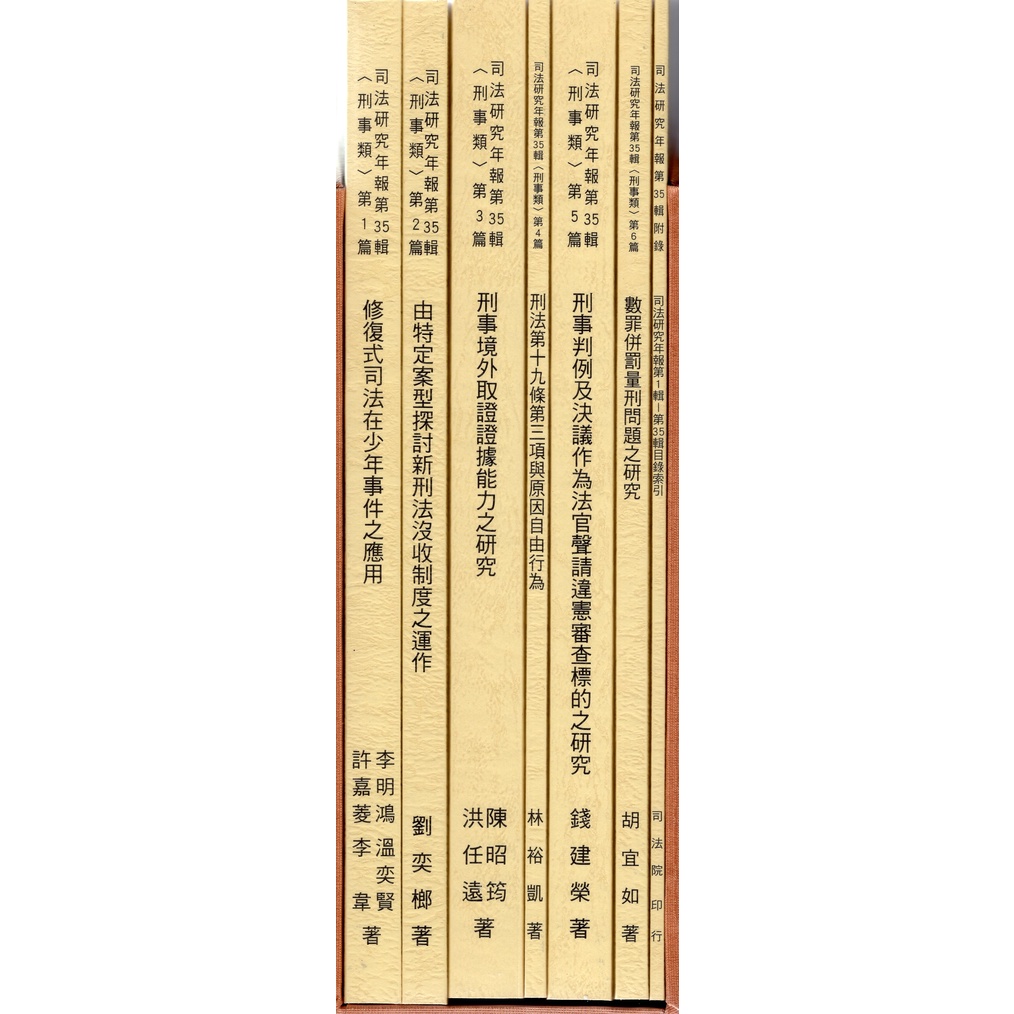 司法研究年報第35輯
〈刑事類〉第1篇
修復式司法在少年事件之應用
李明鴻 溫奕賢
許嘉菱 李韋
著
司法研究年報第35輯
〈刑事類〉第2篇
由特定案型探討新刑法沒收制度之運作
劉奕榔 著
司法研究年報第35輯
〈刑事類〉第3篇
刑事境外取證證據能力之研究
陳昭筠
洪任遠
著
司法研究年報第35輯〈刑事類〉第4篇
刑法第十九條第三項與原因自由行為
林裕凱 著
司法研究年報第35輯
〈刑事類〉第5篇
刑事判例及決議作為法官聲請違憲審查標的之研究
錢建榮 著
司法研究年報第35輯〈刑事類〉第6篇
數罪併罰量刑問題之研究
胡宜如 著
司法研究年報第35輯附錄
司法研究年報第1輯—第35輯目錄索引
司法院印行